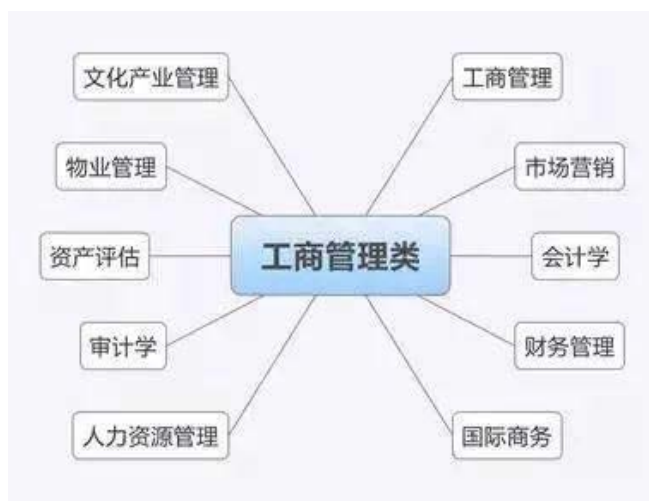 文化产业管理
工商管理
物业管理
市场营销
资产评估
工商管理类
会计学
审计学
财务管理
人力资源管理
国际商务